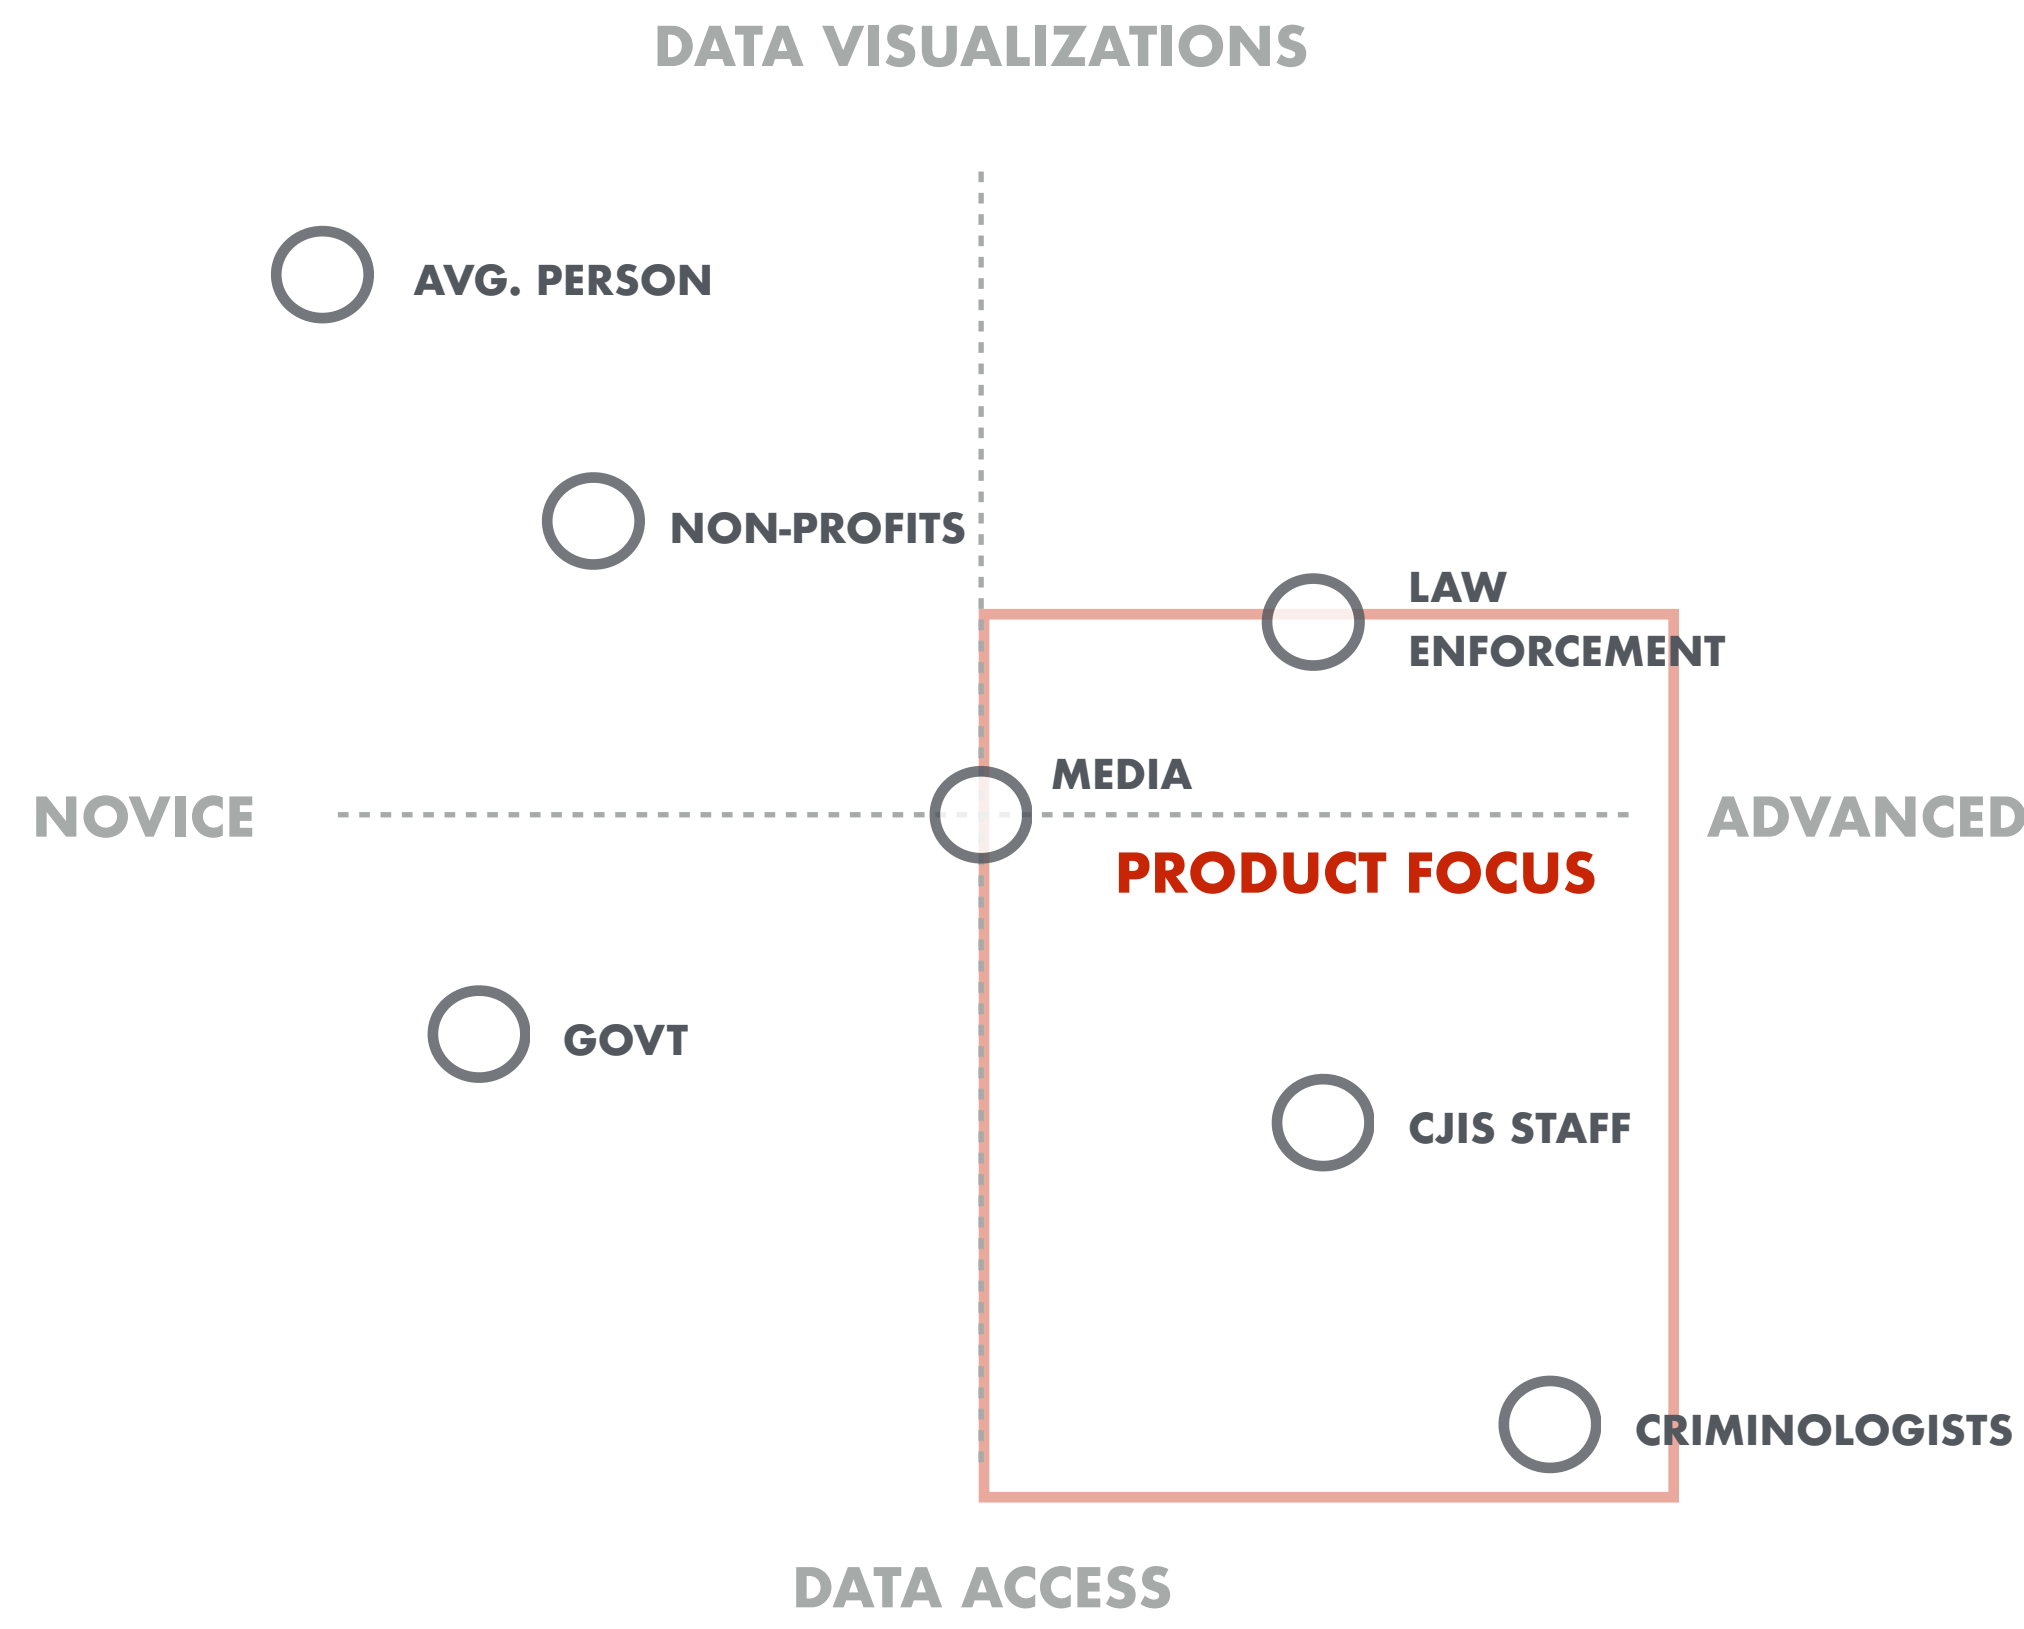 DATA VISUALIZATIONS
AVG. PERSON
NON-PROFITS
LAW
ENFORCEMENT
MEDIA
NOVICE
ADVANCED
PRODUCT FOCUS
GOVT
CJIS STAFF
CRIMINOLOGISTS
DATA ACCESS